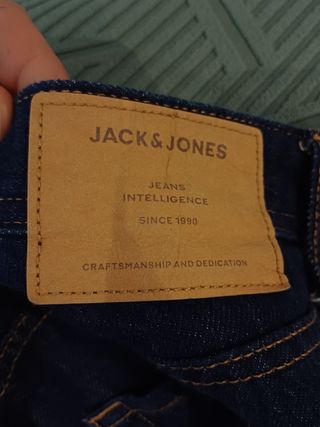 JACK&JONES
JEANS
INTELLIGENCE
SINCE 1990
CRAFTSMANSHIP AND DEDICATION